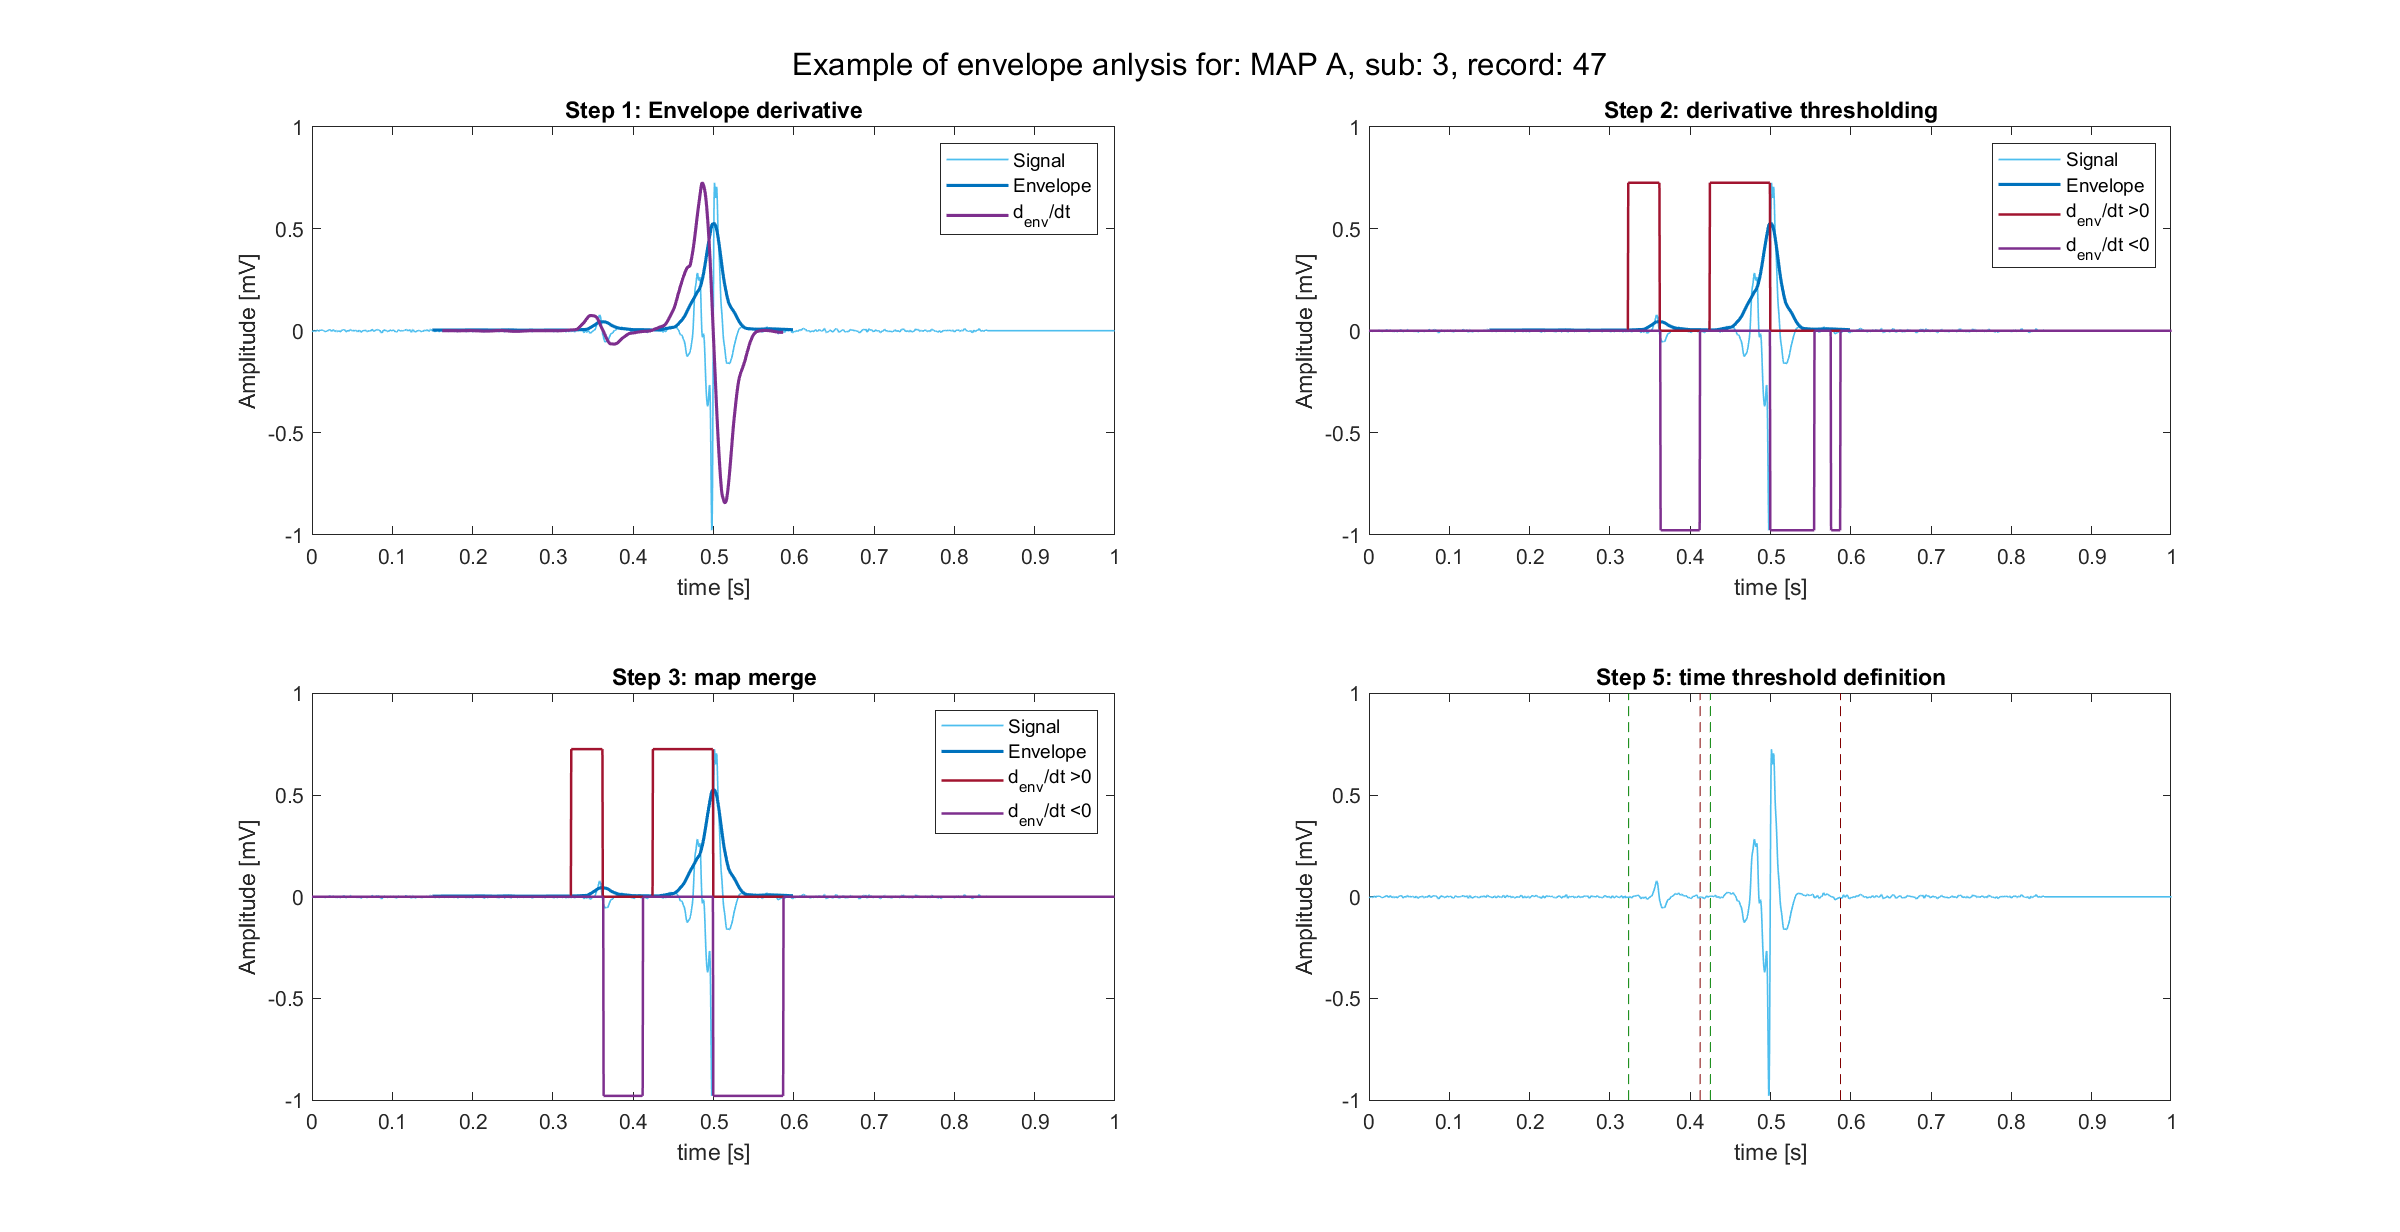 Example of envelope anlysis for: MAP A, sub: 3, record: 47
Step 1: Envelope derivative
1
0.5
0
-0.5
-1
Amplitude [mV]
0 0.1 0.2 0.3 0.4 0.5 0.6 0.7 0.8 0.9 1
time [s]
Signal
Envelope
d_env/dt
Step 2: derivative thresholding
1
0.5
0
-0.5
-1
Amplitude [mV]
0 0.1 0.2 0.3 0.4 0.5 0.6 0.7 0.8 0.9 1
time [s]
Signal
Envelope
d_env/dt >0
d_env/dt <0
Step 3: map merge
1
0.5
0
-0.5
-1
Amplitude [mV]
0 0.1 0.2 0.3 0.4 0.5 0.6 0.7 0.8 0.9 1
time [s]
Signal
Envelope
d_env/dt >0
d_env/dt <0
Step 5: time threshold definition
1
0.5
0
-0.5
-1
Amplitude [mV]
0 0.1 0.2 0.3 0.4 0.5 0.6 0.7 0.8 0.9 1
time [s]